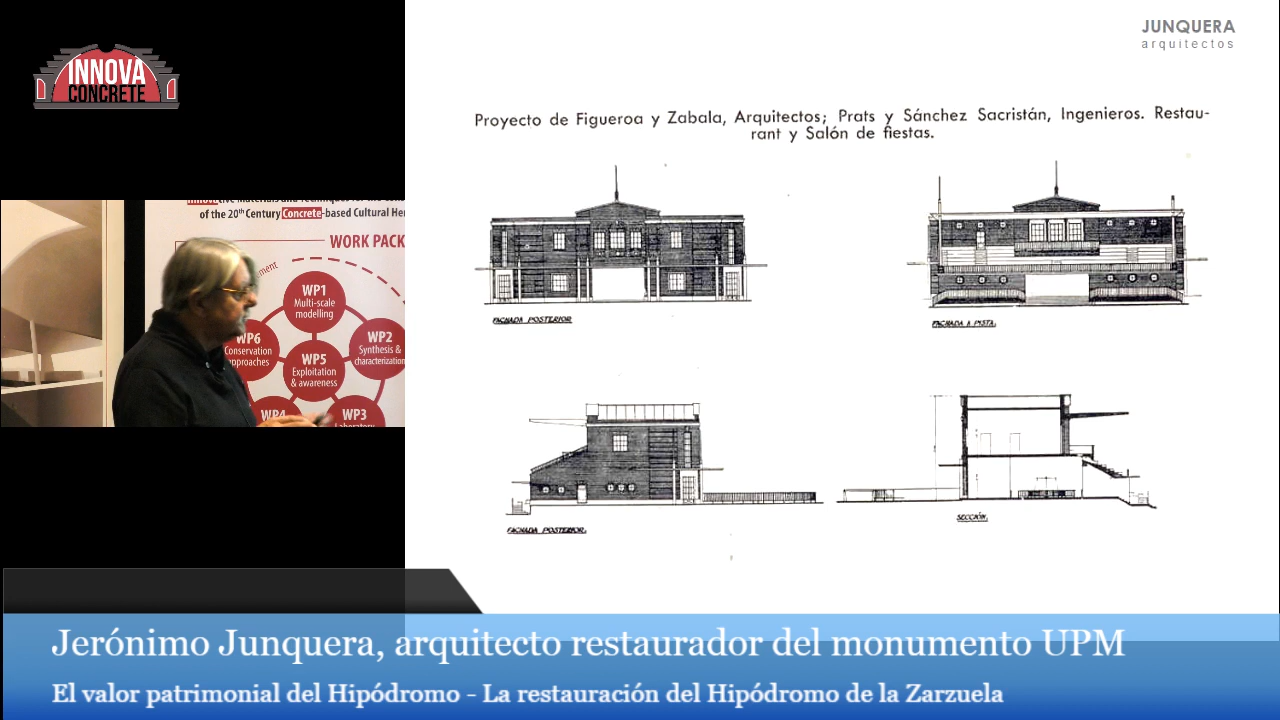 INNOVA
CONCRETE
JUNQUERA
arquitectos
Proyecto de Figueroa y Zabala, Arquitectos; Prats y Sánchez Sacristán, Ingenieros. Restau-
rant y Salón de fiestas.
of the 20th Century Concrete-based Cultural Her
WORK PACK
WP1
Multi-scale
modelling
WP6
Conservation
approaches
WP2
Synthesis &
characterization
WP5
Exploitation
& awareness
WP4
WP3
Laboratory
FACHADA POSTERIOR
FACHADA A PISTA.
FACHADA POSTERIOR.
SECCIÓN.
Jerónimo Junquera, arquitecto restaurador del monumento UPM
El valor patrimonial del Hipódromo - La restauración del Hipódromo de la Zarzuela